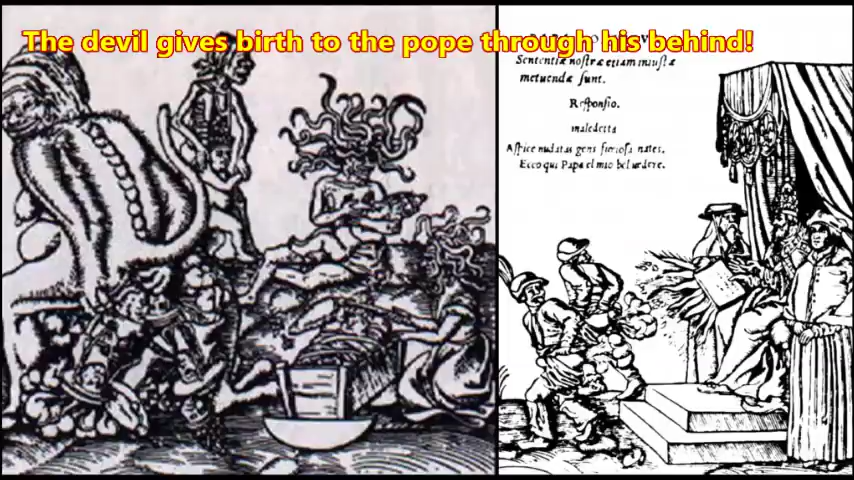 The devil gives birth to the pope through his behind!
Sententiæ nostræ etiam iniustæ
metuendæ sunt.
Responsio.
maledetta
Aspice nudatas gens furiosa nates.
Ecco qui Papa el mio bel uedere.